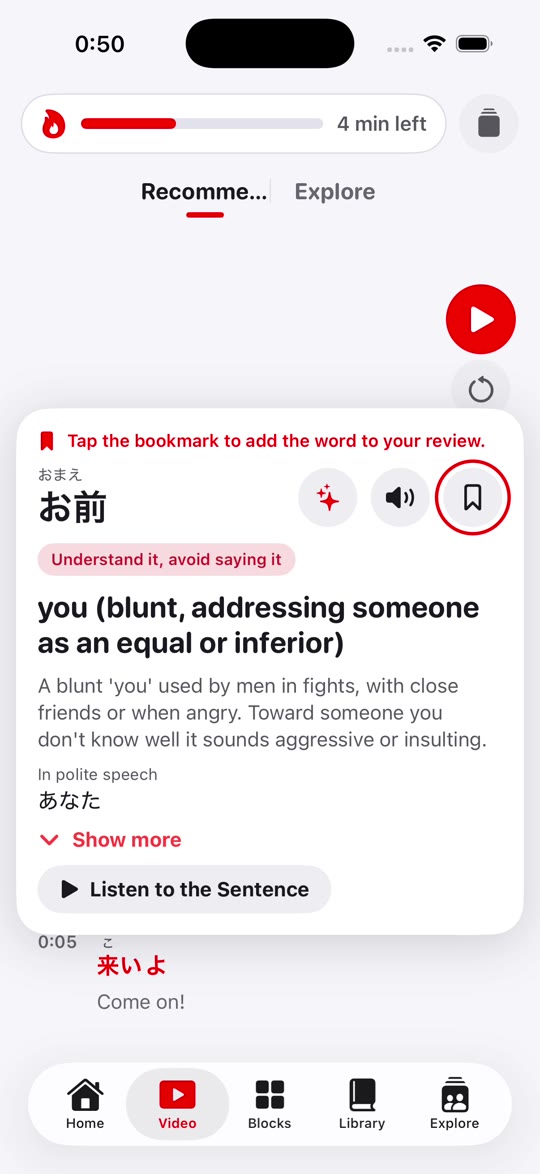 0:50
4 min left
Recomme...
Explore
Tap the bookmark to add the word to your review.
おまえ
お前
Understand it, avoid saying it
you (blunt, addressing someone
as an equal or inferior)
A blunt 'you' used by men in fights, with close
friends or when angry. Toward someone you
don't know well it sounds aggressive or insulting.
In polite speech
あなた
Show more
Listen to the Sentence
0:05
こ
来いよ
Come on!
Home
Video
Blocks
Library
Explore